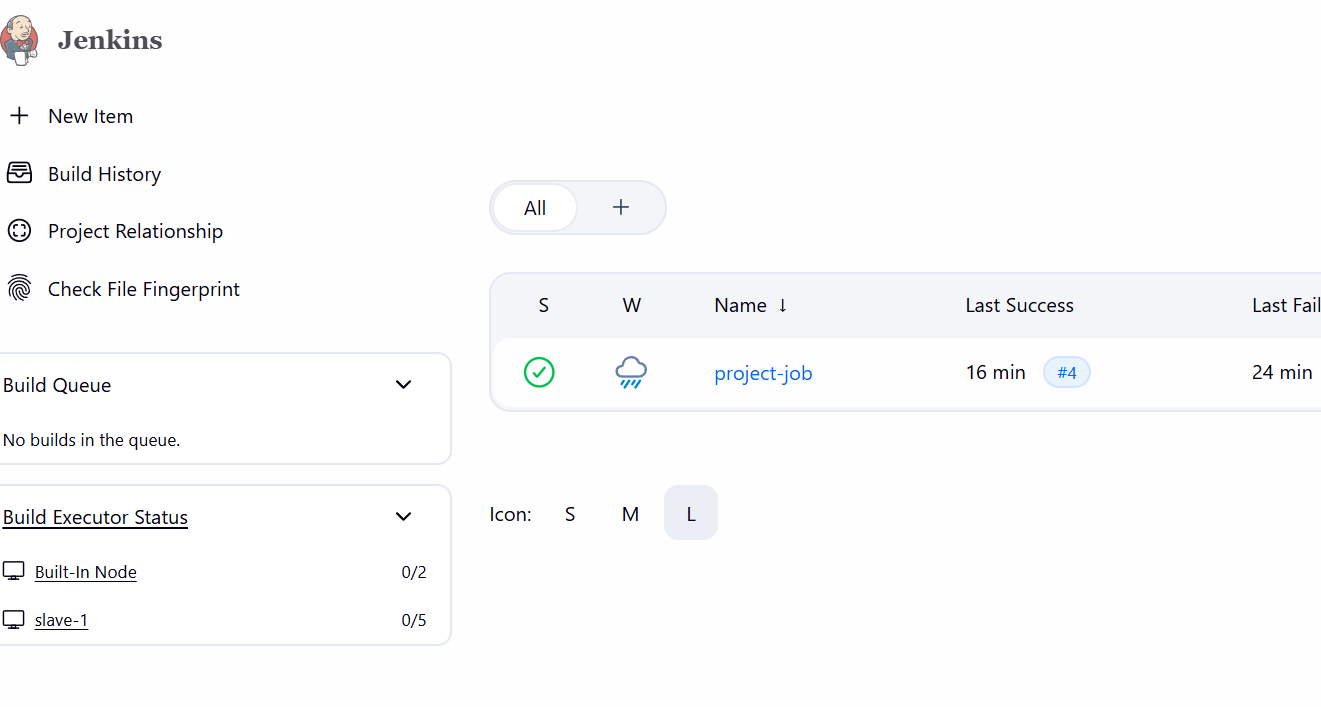 Jenkins
New Item
Build History
Project Relationship
Check File Fingerprint
Build Queue
No builds in the queue.
Build Executor Status
Built-In Node 0/2
slave-1 0/5
All +
S W Name ↓ Last Success Last Fail
project-job 16 min #4 24 min
Icon: S M L